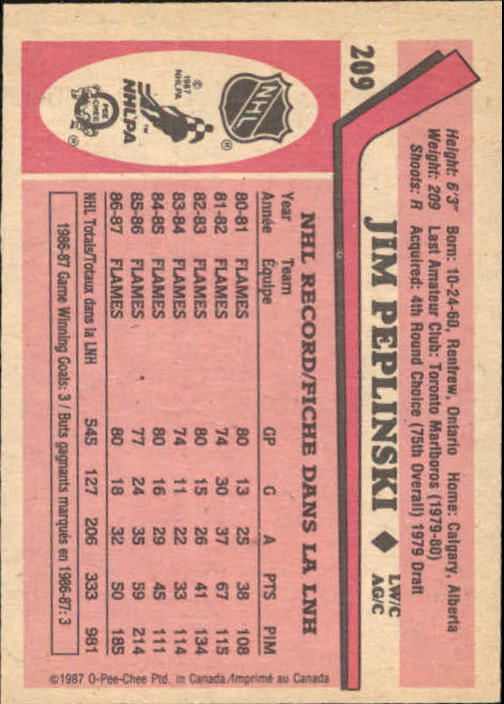 209
JIM PEPLINSKI ◆ LW/C
AG/C
Height: 6'3" Born: 10-24-60, Renfrew, Ontario Home: Calgary, Alberta
Weight: 209 Last Amateur Club: Toronto Marlboros (1979-80)
Shoots: R Acquired: 4th Round Choice (75th Overall) 1979 Draft
NHL RECORD/FICHE DANS LA LNH
Year Team GP G A PTS PIM
Année Équipe
80-81 FLAMES 80 13 25 38 108
81-82 FLAMES 74 30 37 67 115
82-83 FLAMES 80 15 26 41 134
83-84 FLAMES 74 11 22 33 114
84-85 FLAMES 80 16 29 45 111
85-86 FLAMES 77 24 35 59 214
86-87 FLAMES 80 18 32 50 185
NHL Totals/Totaux dans la LNH 545 127 206 333 981
1986-87 Game Winning Goals: 3 / Buts gagnants marqués en 1986-87: 3
NHL ®
© 1987 NHLPA
NHLPA ™
O PEE CHEE ®
©1987 O-Pee-Chee Ptd. in Canada/Imprimé au Canada